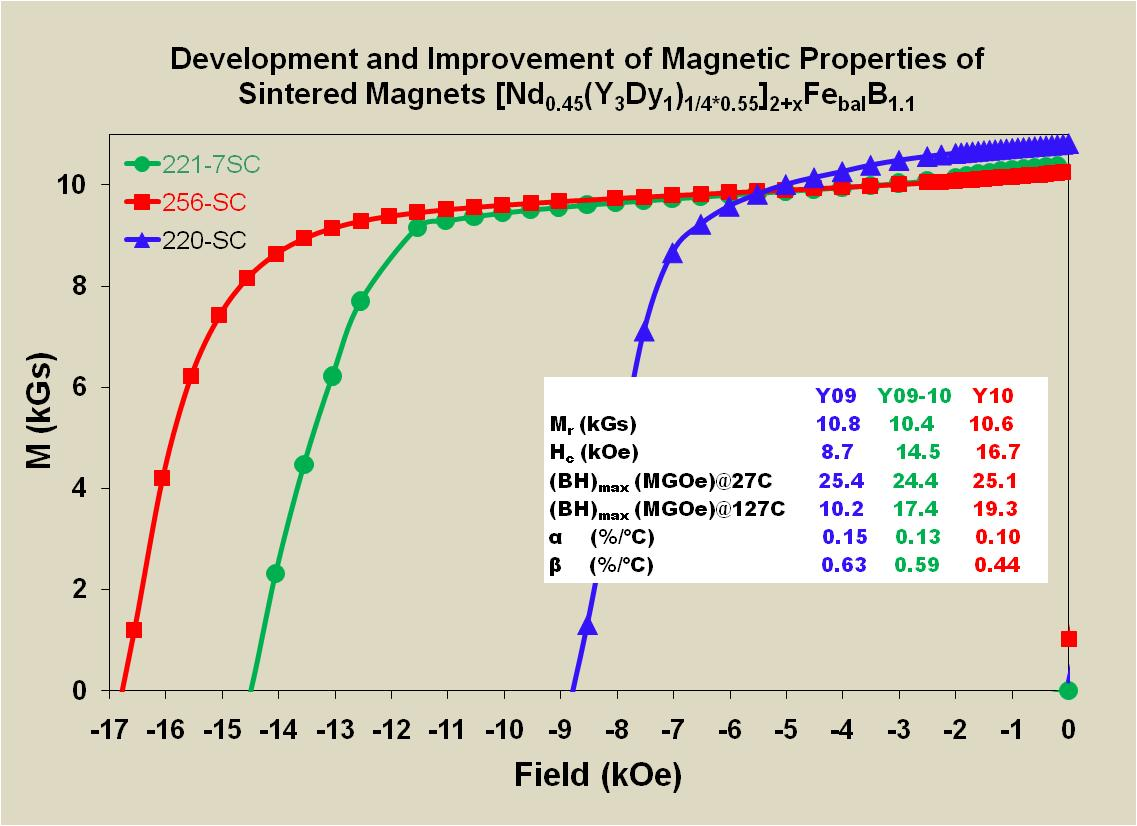 Development and Improvement of Magnetic Properties of
Sintered Magnets [Nd0.45(Y3Dy1)1/4*0.55]2+xFebalB1.1
221-7SC
256-SC
220-SC
M (kGs)
10
8
6
4
2
0
Y09 Y09-10 Y10
Mr (kGs) 10.8 10.4 10.6
Hc (kOe) 8.7 14.5 16.7
(BH)max (MGOe)@27C 25.4 24.4 25.1
(BH)max (MGOe)@127C 10.2 17.4 19.3
α (%/°C) 0.15 0.13 0.10
β (%/°C) 0.63 0.59 0.44
-17 -16 -15 -14 -13 -12 -11 -10 -9 -8 -7 -6 -5 -4 -3 -2 -1 0
Field (kOe)